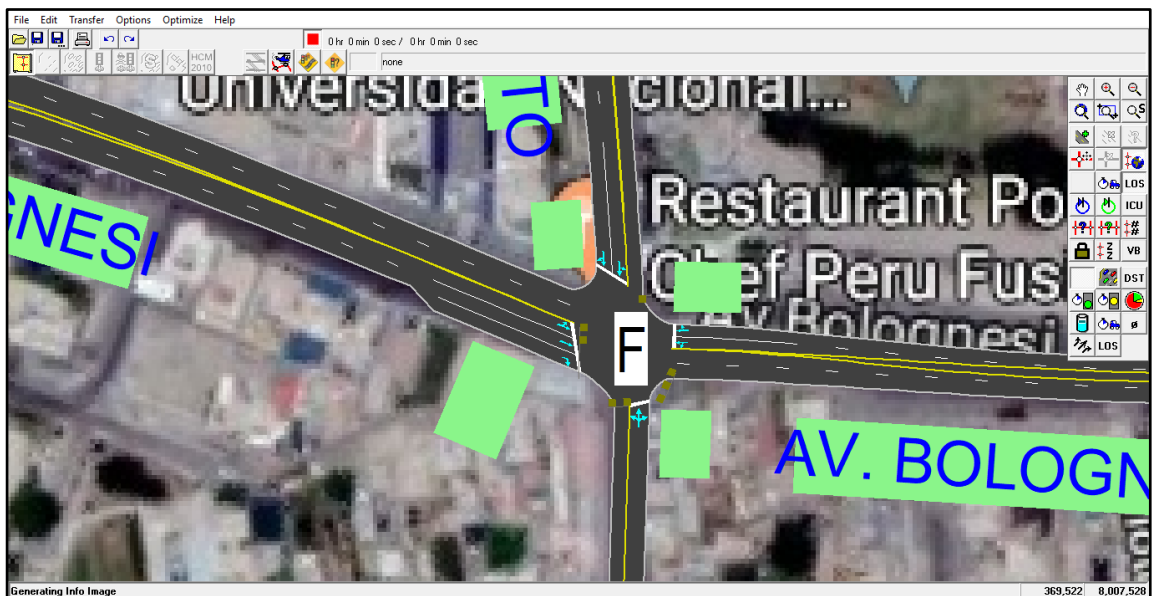 File Edit Transfer Options Optimize Help
0 hr 0 min 0 sec / 0 hr 0 min 0 sec
HCM 2010
none
Universida N cional...
TO
S
LOS
Restaurant Po
ICU
GNESI
# #
Z Z VB
Chef Peru Fus
DST
Av Bolognesi
ø
LOS
F
AV. BOLOGN
Generating Info Image 369,522 8,007,528